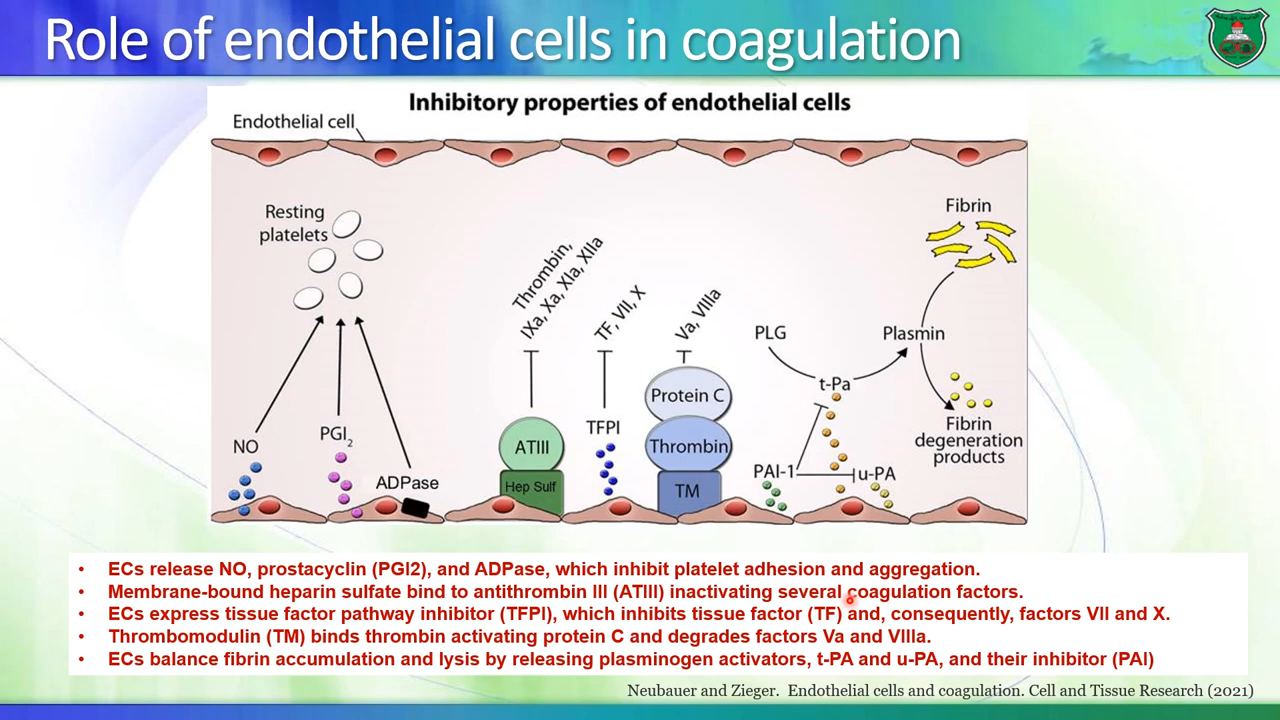 Role of endothelial cells in coagulation
Inhibitory properties of endothelial cells
Endothelial cell
Resting
platelets
Fibrin
Thrombin,
IXa, Xa, XIa, XIIa
TF, VII, X
Va, VIIIa
PLG
Plasmin
t-Pa
Protein C
NO
PGI2
TFPI
ATIII
Thrombin
Fibrin
degeneration
products
ADPase
Hep Sulf
TM
PAI-1
u-PA
• ECs release NO, prostacyclin (PGI2), and ADPase, which inhibit platelet adhesion and aggregation.
• Membrane-bound heparin sulfate bind to antithrombin III (ATIII) inactivating several coagulation factors.
• ECs express tissue factor pathway inhibitor (TFPI), which inhibits tissue factor (TF) and, consequently, factors VII and X.
• Thrombomodulin (TM) binds thrombin activating protein C and degrades factors Va and VIIIa.
• ECs balance fibrin accumulation and lysis by releasing plasminogen activators, t-PA and u-PA, and their inhibitor (PAI)
Neubauer and Zieger. Endothelial cells and coagulation. Cell and Tissue Research (2021)